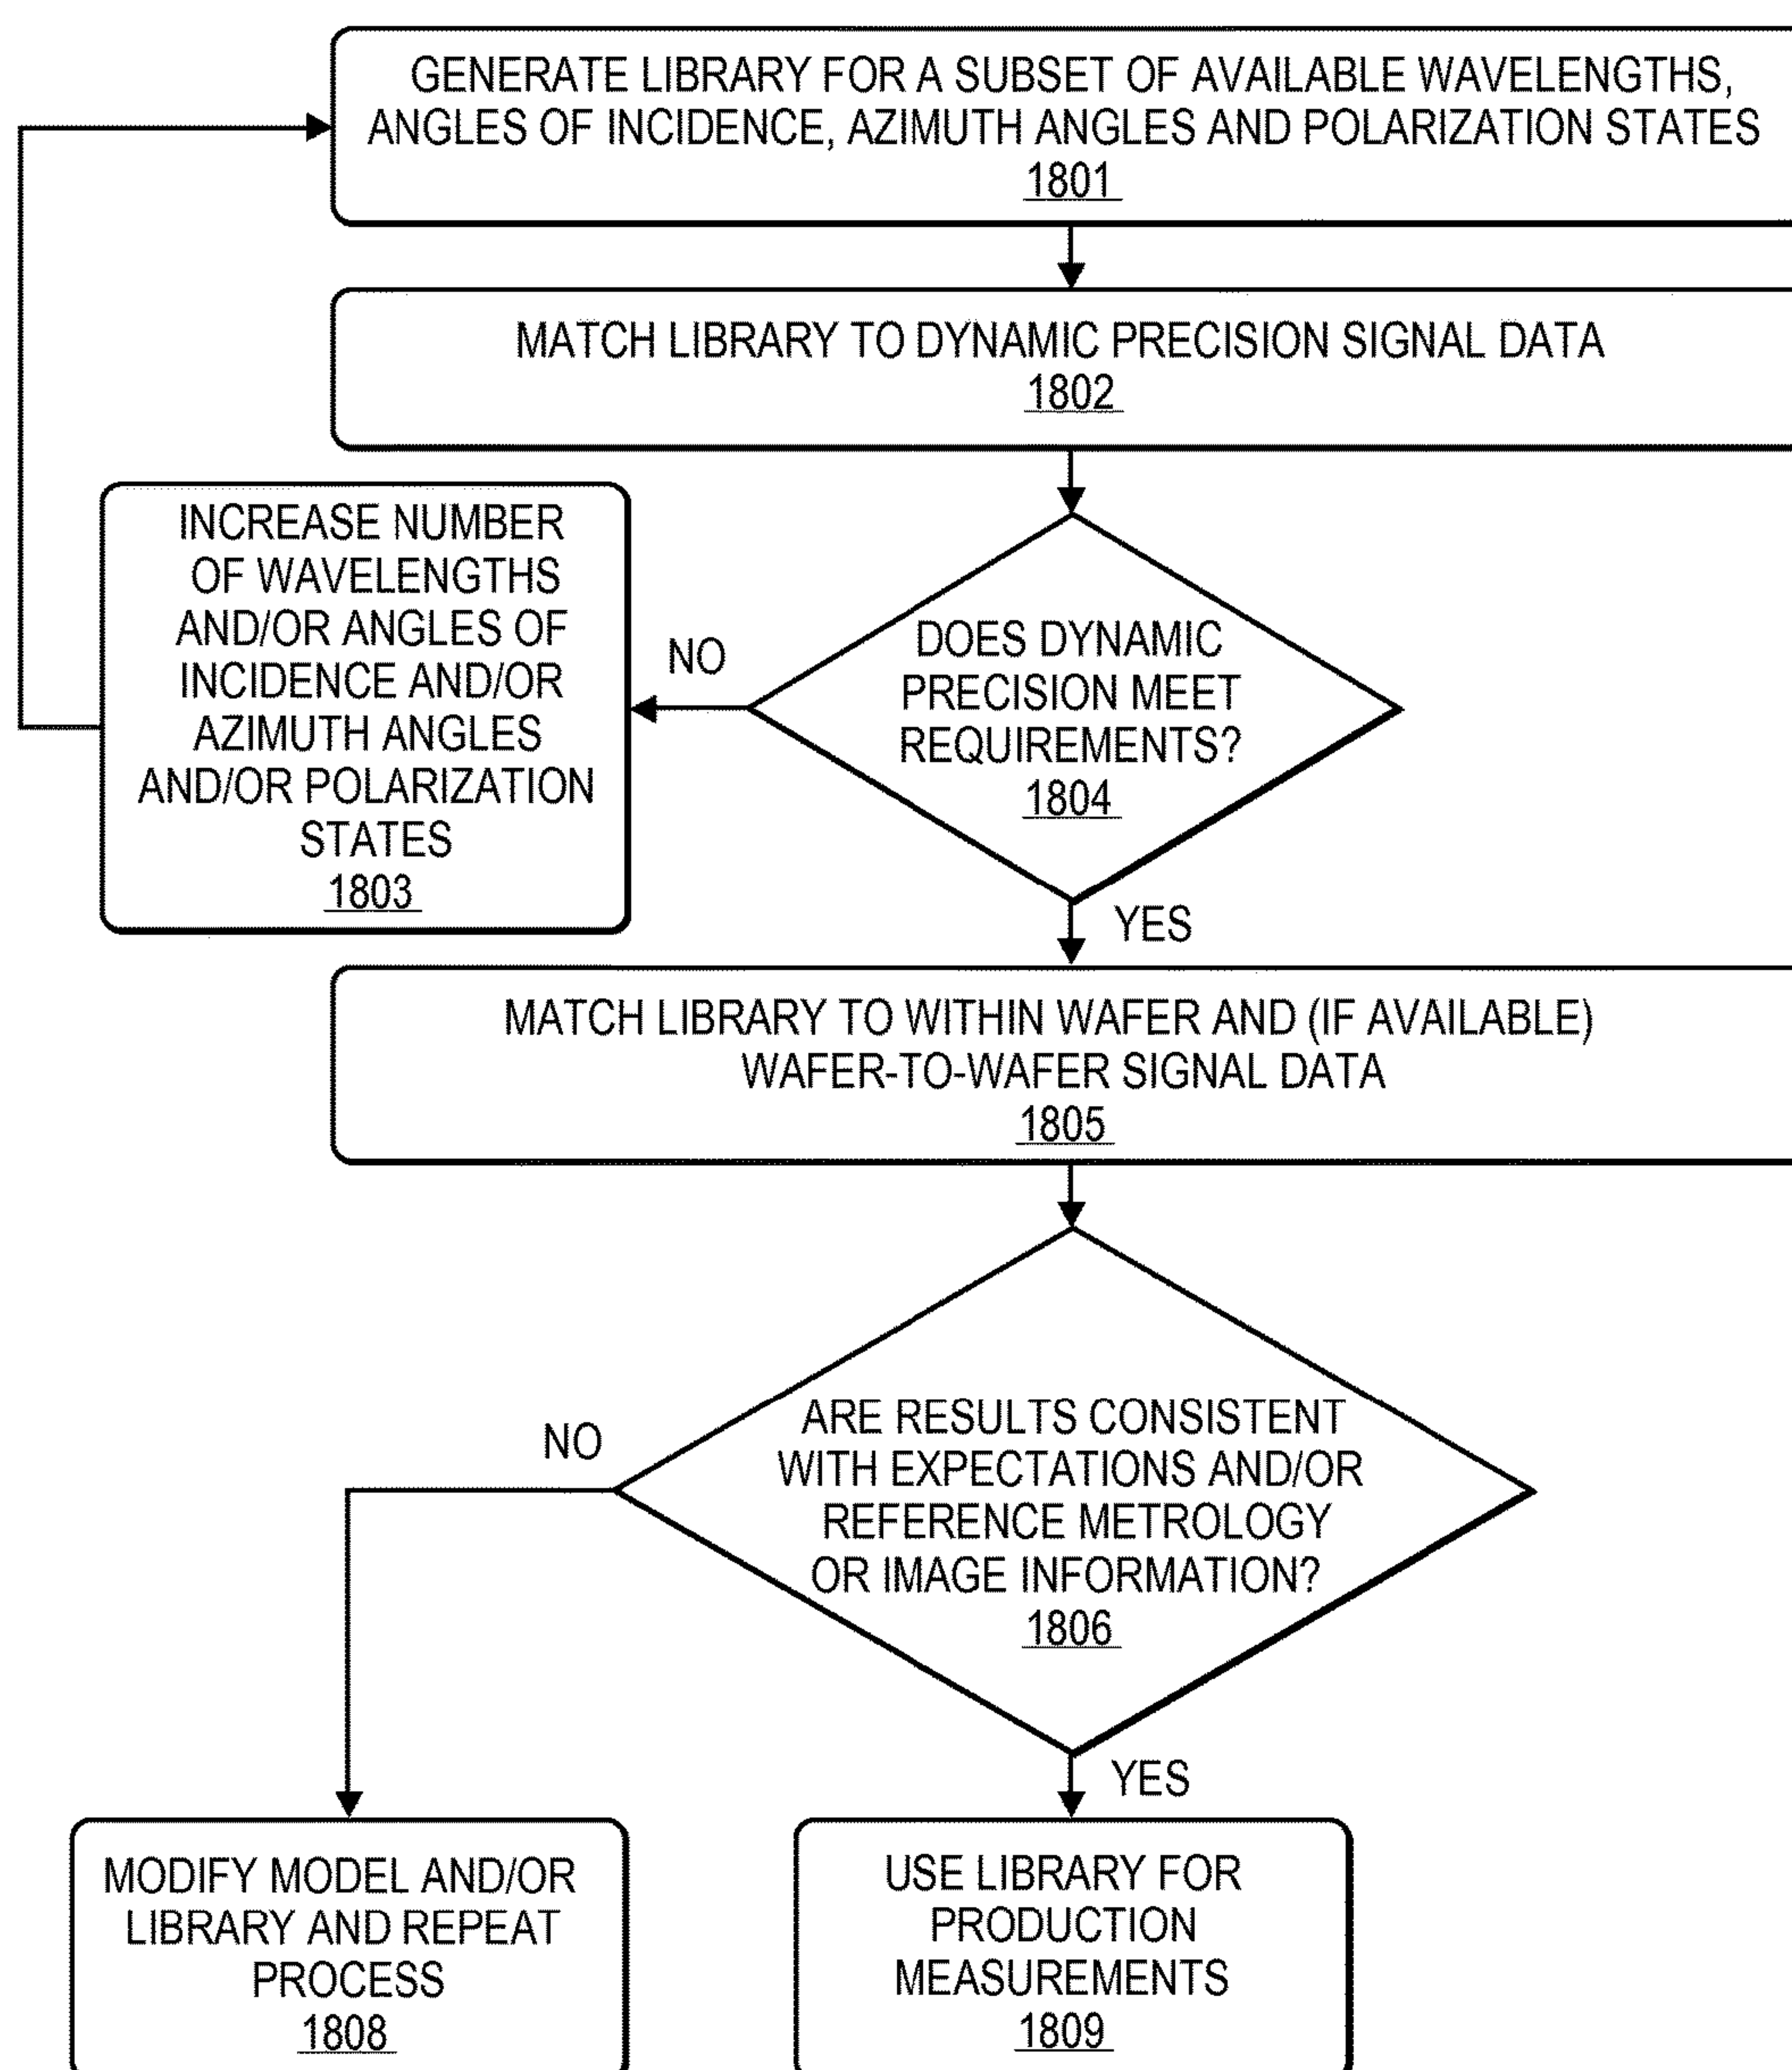 GENERATE LIBRARY FOR A SUBSET OF AVAILABLE WAVELENGTHS,
ANGLES OF INCIDENCE, AZIMUTH ANGLES AND POLARIZATION STATES
1801
MATCH LIBRARY TO DYNAMIC PRECISION SIGNAL DATA
1802
INCREASE NUMBER
OF WAVELENGTHS
AND/OR ANGLES OF
INCIDENCE AND/OR
AZIMUTH ANGLES
AND/OR POLARIZATION
STATES
1803
NO
DOES DYNAMIC
PRECISION MEET
REQUIREMENTS?
1804
YES
MATCH LIBRARY TO WITHIN WAFER AND (IF AVAILABLE)
WAFER-TO-WAFER SIGNAL DATA
1805
NO
ARE RESULTS CONSISTENT
WITH EXPECTATIONS AND/OR
REFERENCE METROLOGY
OR IMAGE INFORMATION?
1806
YES
MODIFY MODEL AND/OR
LIBRARY AND REPEAT
PROCESS
1808
USE LIBRARY FOR
PRODUCTION
MEASUREMENTS
1809